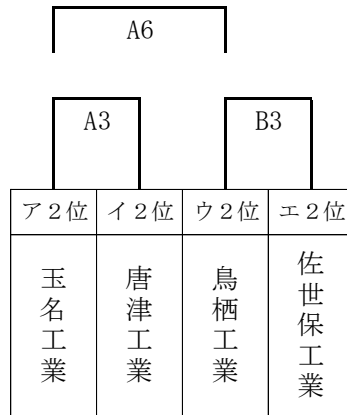 A6
A3 B3
ア２位 イ２位 ウ２位 エ２位
玉名工業
唐津工業
鳥栖工業
佐世保工業